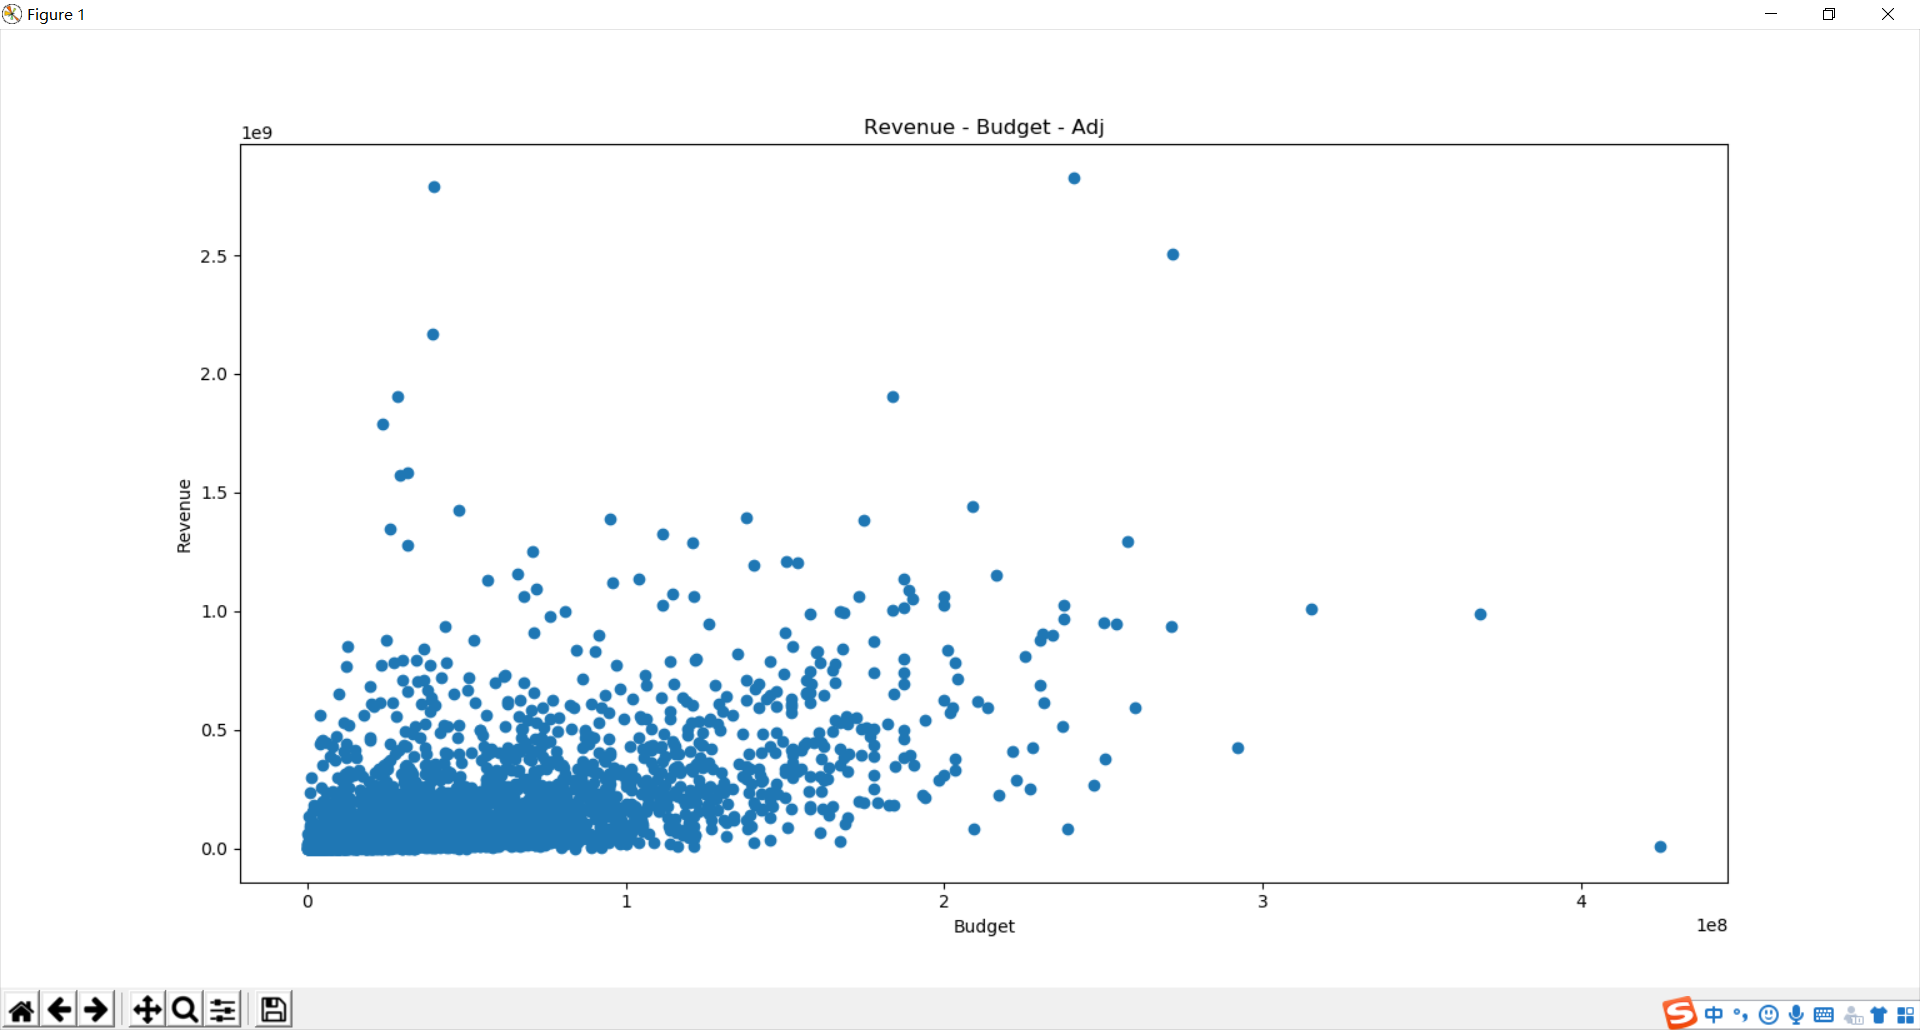 Figure 1
Revenue - Budget - Adj
1e9
2.5
2.0
1.5
1.0
0.5
0.0
Revenue
0 1 2 3 4
Budget
1e8
S 中